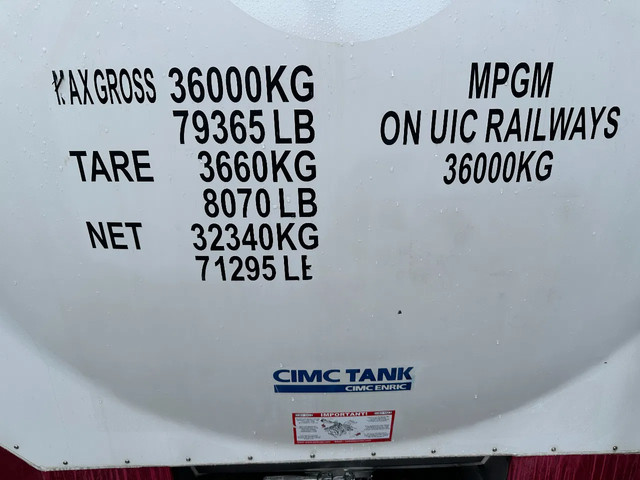 MAX GROSS 36000KG
79365 LB
TARE 3660KG
8070 LB
NET 32340KG
71295 LB
MPGM
ON UIC RAILWAYS
36000KG
CIMC TANK
CIMC ENRIC
IMPORTANT!